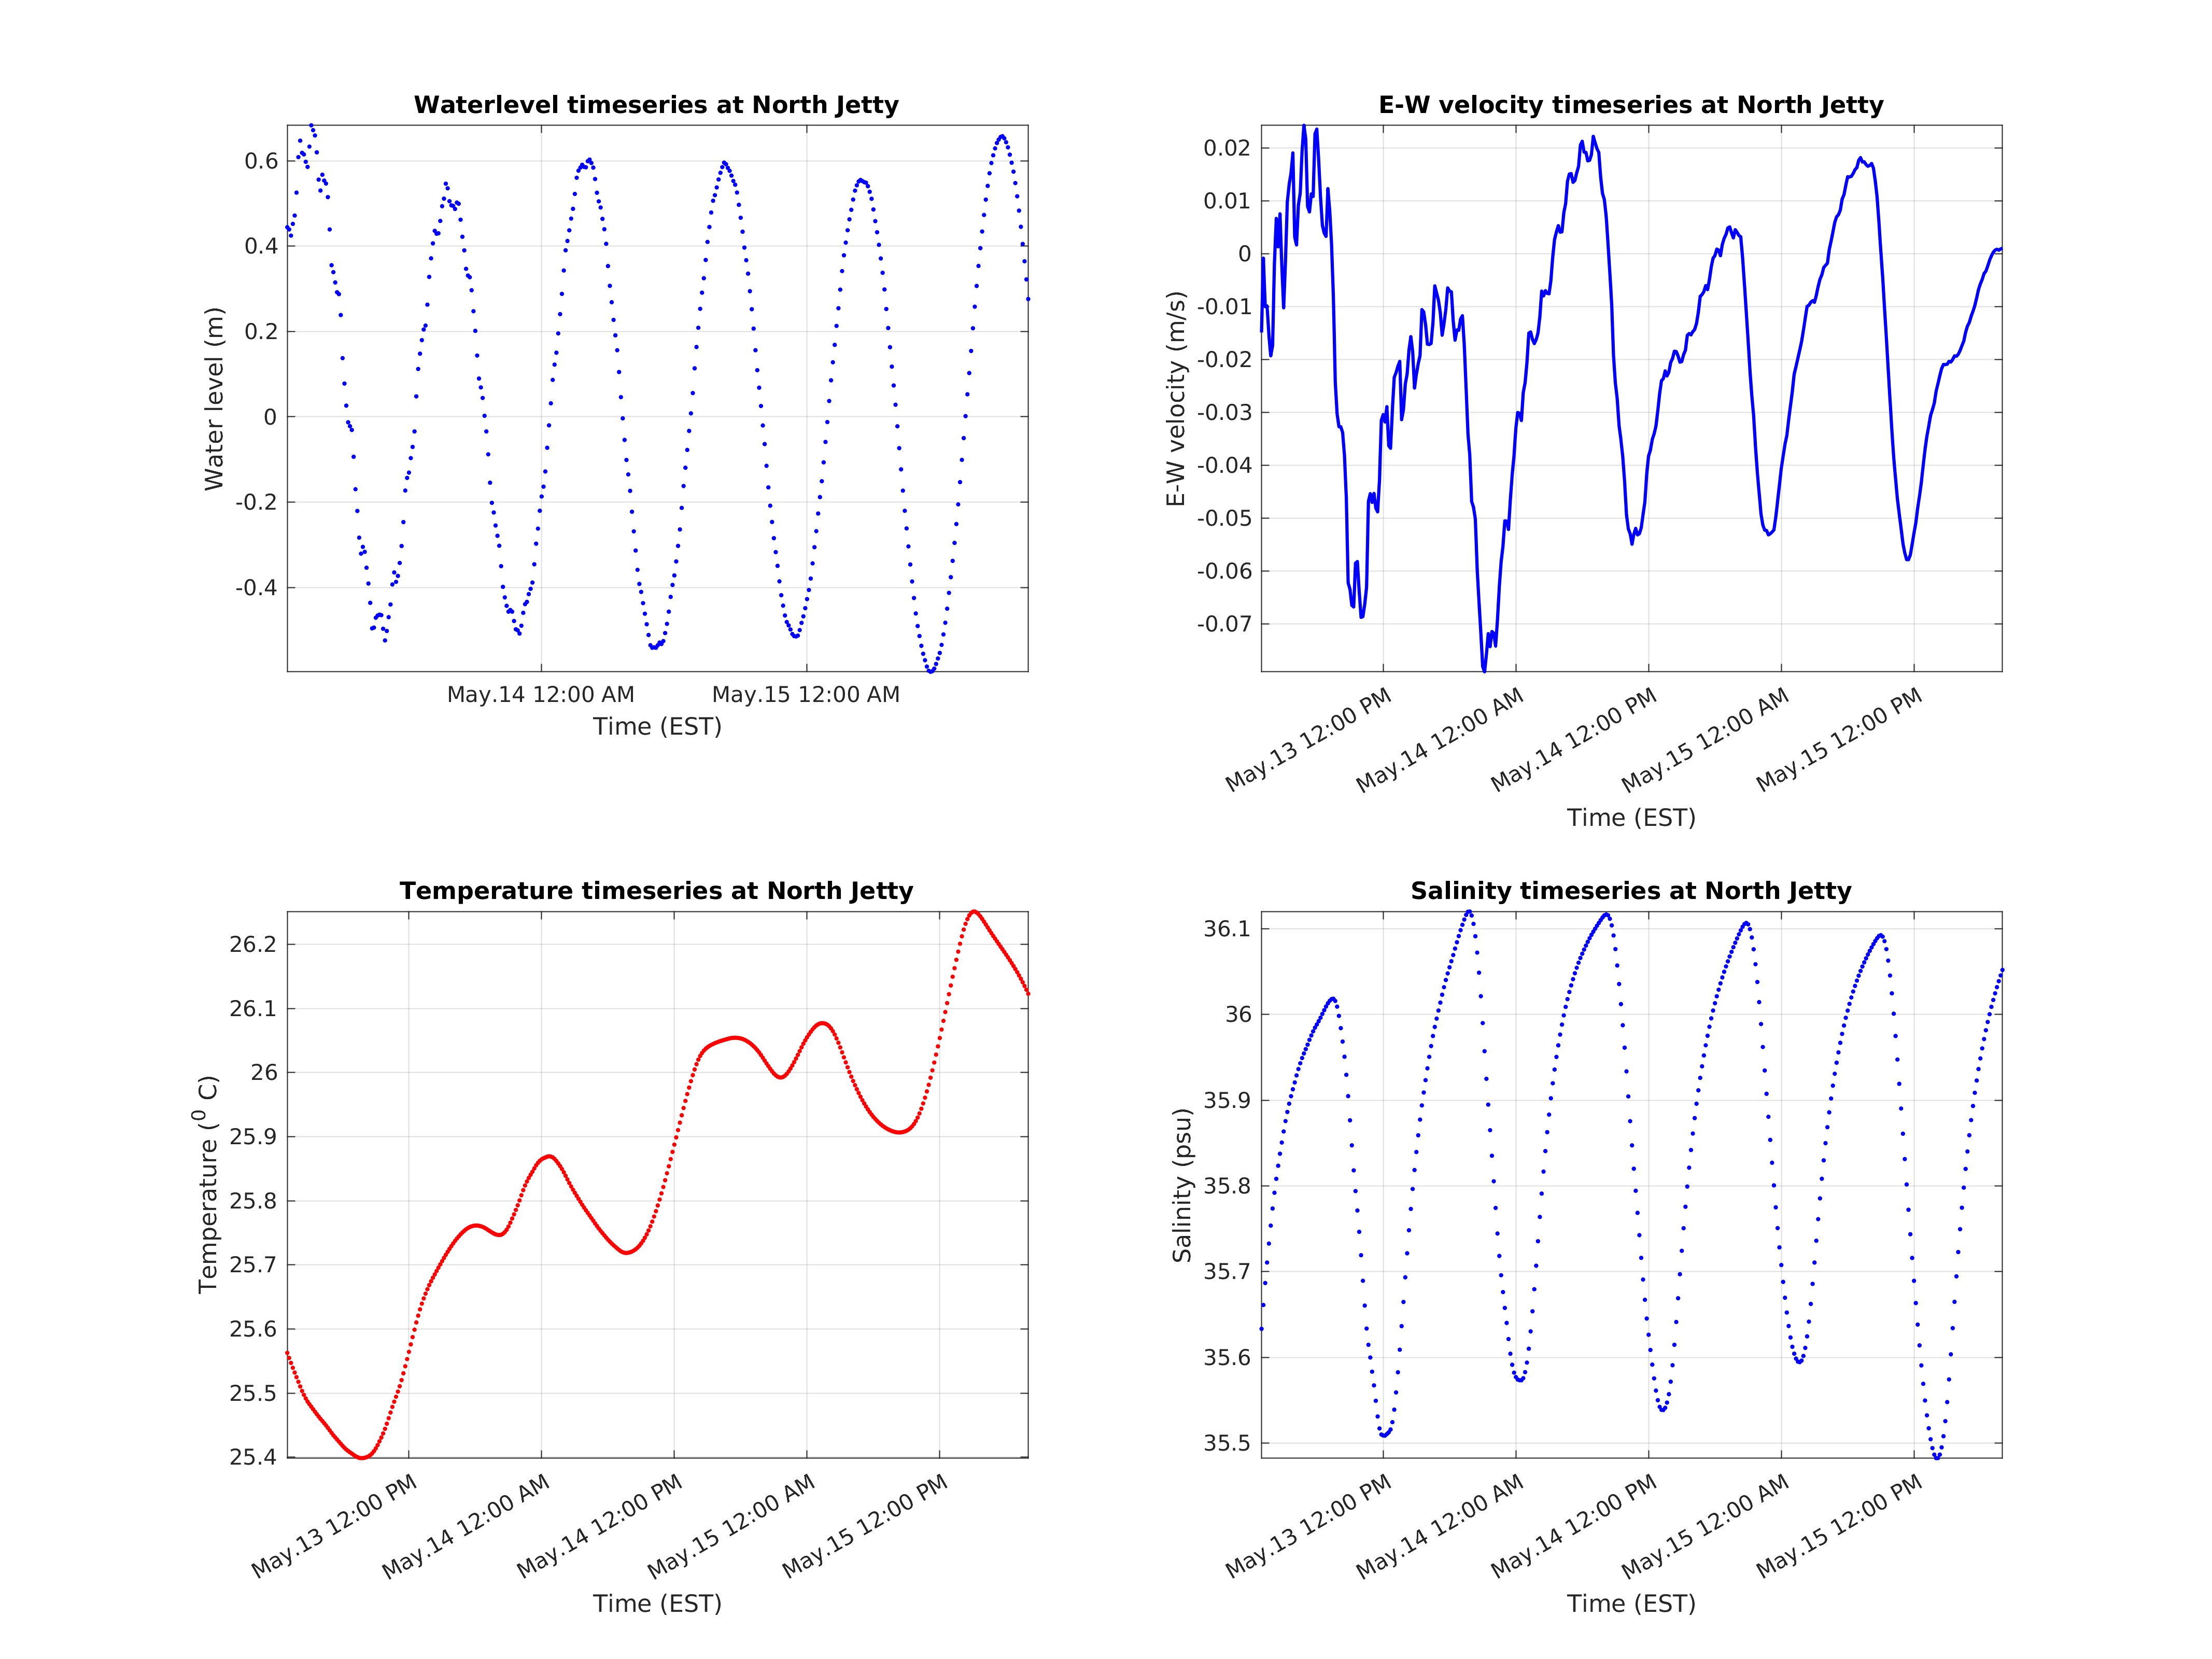 Waterlevel timeseries at North Jetty
0.6
0.4
0.2
0
-0.2
-0.4
Water level (m)
May.14 12:00 AM
May.15 12:00 AM
Time (EST)
E-W velocity timeseries at North Jetty
0.02
0.01
0
-0.01
-0.02
-0.03
-0.04
-0.05
-0.06
-0.07
E-W velocity (m/s)
May.13 12:00 PM
May.14 12:00 AM
May.14 12:00 PM
May.15 12:00 AM
May.15 12:00 PM
Time (EST)
Temperature timeseries at North Jetty
26.2
26.1
26
25.9
25.8
25.7
25.6
25.5
25.4
Temperature (⁰ C)
May.13 12:00 PM
May.14 12:00 AM
May.14 12:00 PM
May.15 12:00 AM
May.15 12:00 PM
Time (EST)
Salinity timeseries at North Jetty
36.1
36
35.9
35.8
35.7
35.6
35.5
Salinity (psu)
May.13 12:00 PM
May.14 12:00 AM
May.14 12:00 PM
May.15 12:00 AM
May.15 12:00 PM
Time (EST)